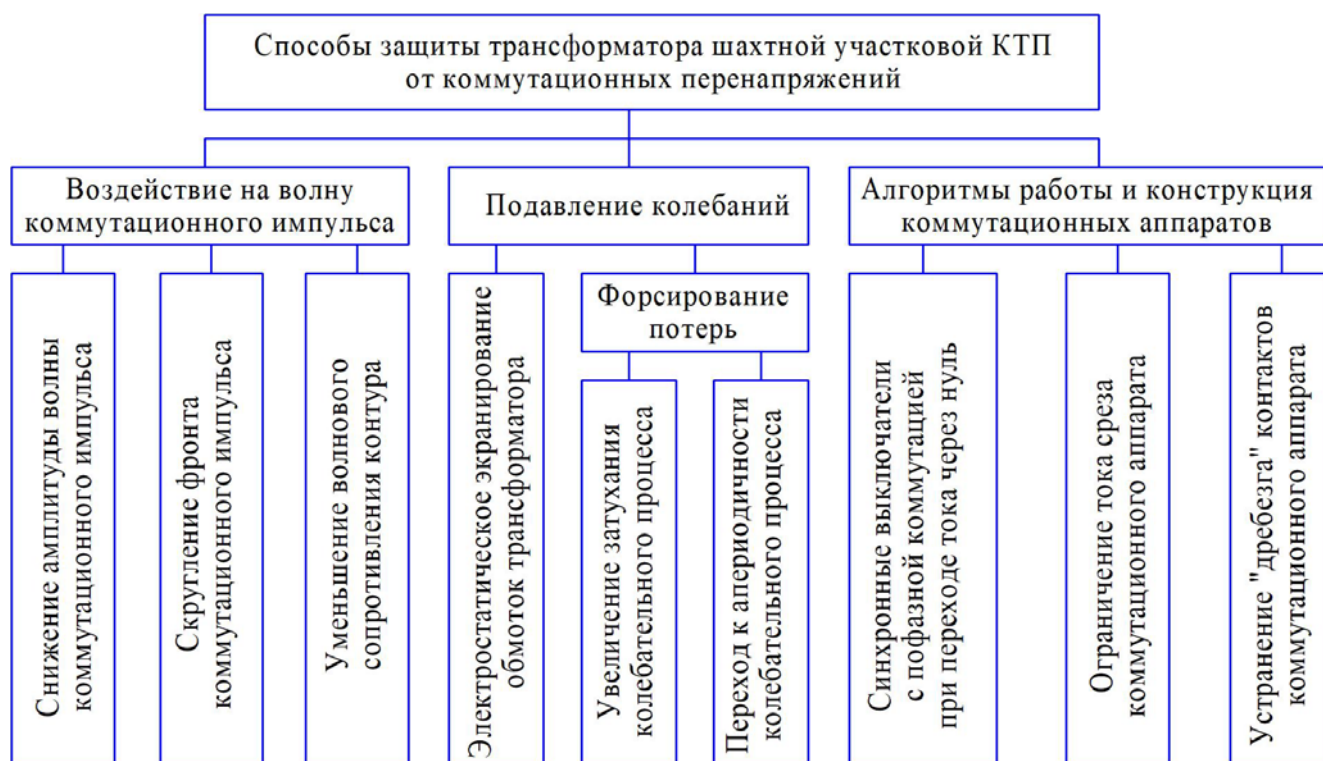 Способы защиты трансформатора шахтной участковой КТП
от коммутационных перенапряжений
Воздействие на волну
коммутационного импульса
Подавление колебаний
Алгоритмы работы и конструкция
коммутационных аппаратов
Снижение амплитуды волны
коммутационного импульса
Скругление фронта
коммутационного импульса
Уменьшение волнового
сопротивления контура
Электростатическое экранирование
обмоток трансформатора
Форсирование
потерь
Увеличение затухания
колебательного процесса
Переход к апериодичности
колебательного процесса
Синхронные выключатели
с пофазной коммутацией
при переходе тока через нуль
Ограничение тока среза
коммутационного аппарата
Устранение "дребезга" контактов
коммутационного аппарата